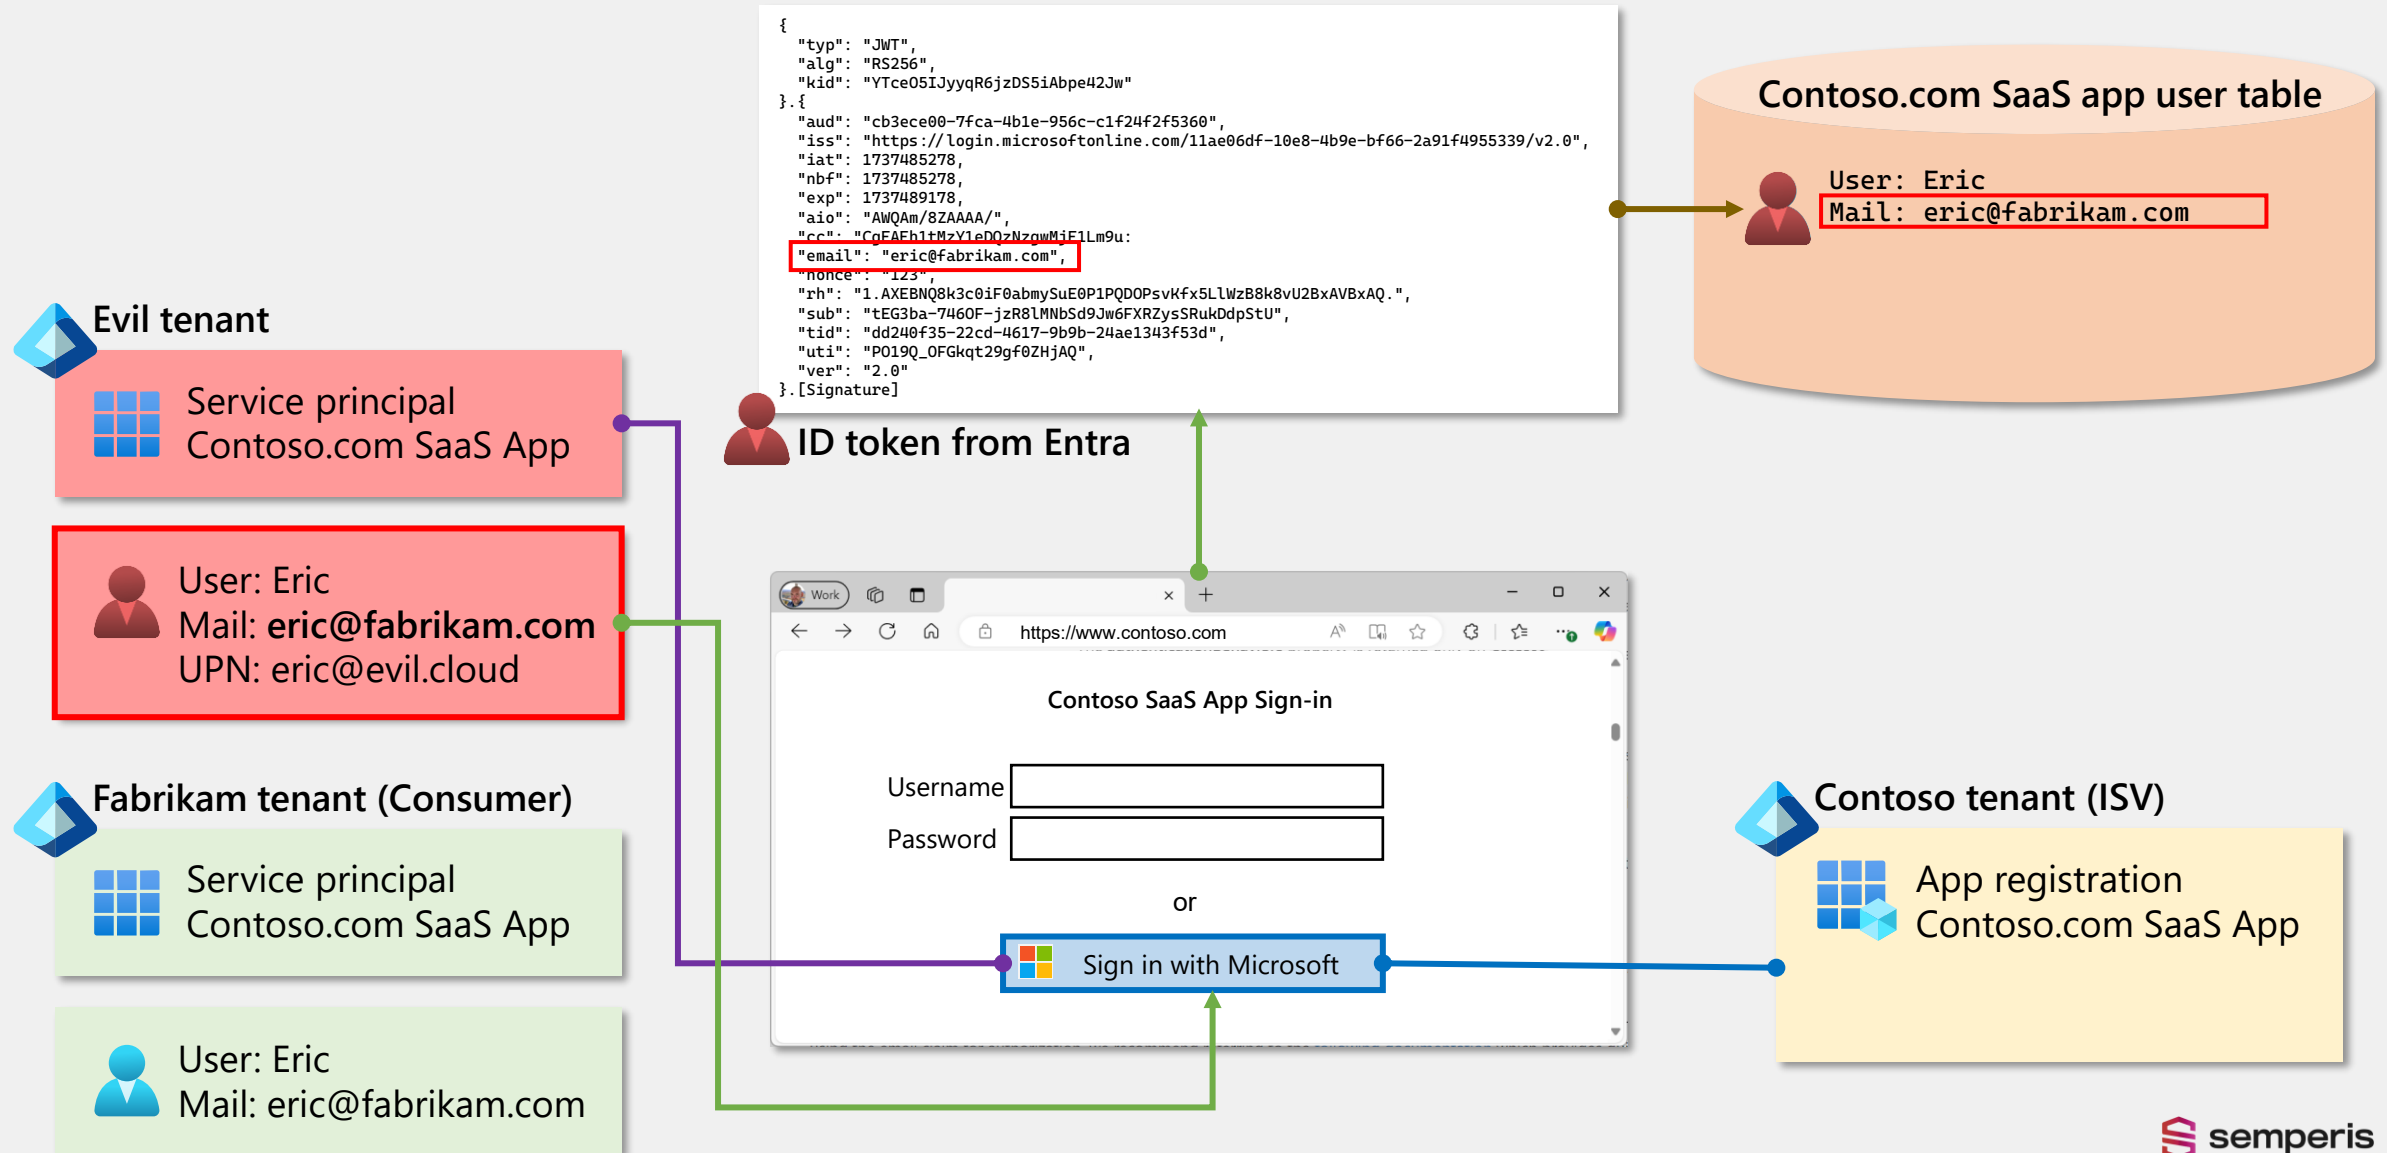 {
"typ": "JWT",
"alg": "RS256",
"kid": "YTceO5IJyyqR6jzDS5iAbpe42Jw"
}.{
"aud": "cb3ece00-7fca-4b1e-956c-c1f24f2f5360",
"iss": "https://login.microsoftonline.com/11ae06df-10e8-4b9e-bf66-2a91f4955339/v2.0",
"iat": 1737485278,
"nbf": 1737485278,
"exp": 1737489178,
"aio": "AWQAm/8ZAAAA/",
"cc": "CgEAEh1tMzY1eDQzNzgwMjE1Lm9u:
"email": "eric@fabrikam.com",
"nonce": "123",
"rh": "1.AXEBNQ8k3c0iF0abmySuE0P1PQDOPsvKfx5LlWzB8k8vU2BxAVBxAQ.",
"sub": "tEG3ba-746OF-jzR8lMNbSd9Jw6FXRZysSRukDdpStU",
"tid": "dd240f35-22cd-4617-9b9b-24ae1343f53d",
"uti": "PO19Q_OFGkqt29gf0ZHjAQ",
"ver": "2.0"
}.[Signature]
ID token from Entra
Contoso.com SaaS app user table
User: Eric
Mail: eric@fabrikam.com
Evil tenant
Service principal
Contoso.com SaaS App
User: Eric
Mail: eric@fabrikam.com
UPN: eric@evil.cloud
Fabrikam tenant (Consumer)
Service principal
Contoso.com SaaS App
User: Eric
Mail: eric@fabrikam.com
Work
https://www.contoso.com
Contoso SaaS App Sign-in
Username
Password
or
Sign in with Microsoft
Contoso tenant (ISV)
App registration
Contoso.com SaaS App
semperis